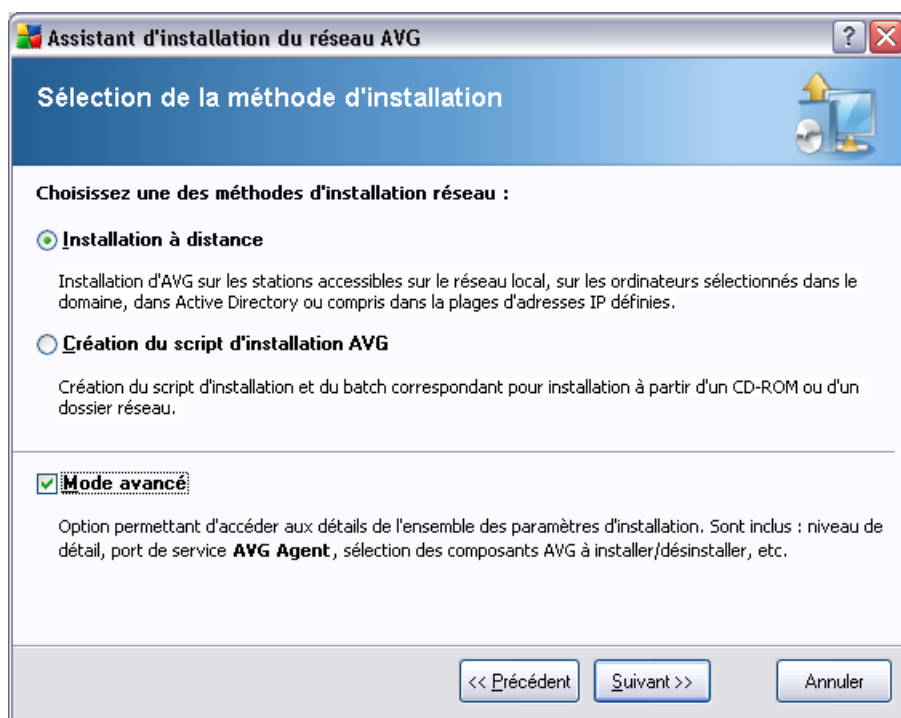 Assistant d'installation du réseau AVG
Sélection de la méthode d'installation
Choisissez une des méthodes d'installation réseau :
Installation à distance
Installation d'AVG sur les stations accessibles sur le réseau local, sur les ordinateurs sélectionnés dans le
domaine, dans Active Directory ou compris dans la plages d'adresses IP définies.
Création du script d'installation AVG
Création du script d'installation et du batch correspondant pour installation à partir d'un CD-ROM ou d'un
dossier réseau.
Mode avancé
Option permettant d'accéder aux détails de l'ensemble des paramètres d'installation. Sont inclus : niveau de
détail, port de service AVG Agent, sélection des composants AVG à installer/désinstaller, etc.
<< Précédent Suivant >> Annuler